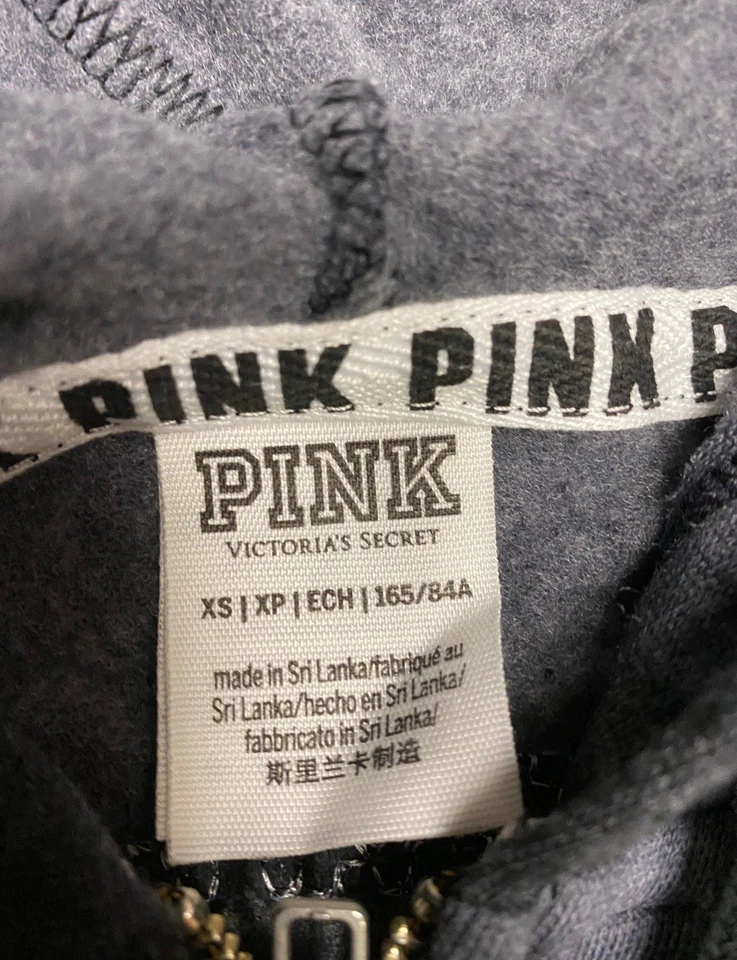 PINK PINK P
PINK
VICTORIA'S SECRET
XS | XP | ECH | 165/84A
made in Sri Lanka/fabriqué au
Sri Lanka/hecho en Sri Lanka/
fabbricato in Sri Lanka/
斯里兰卡制造